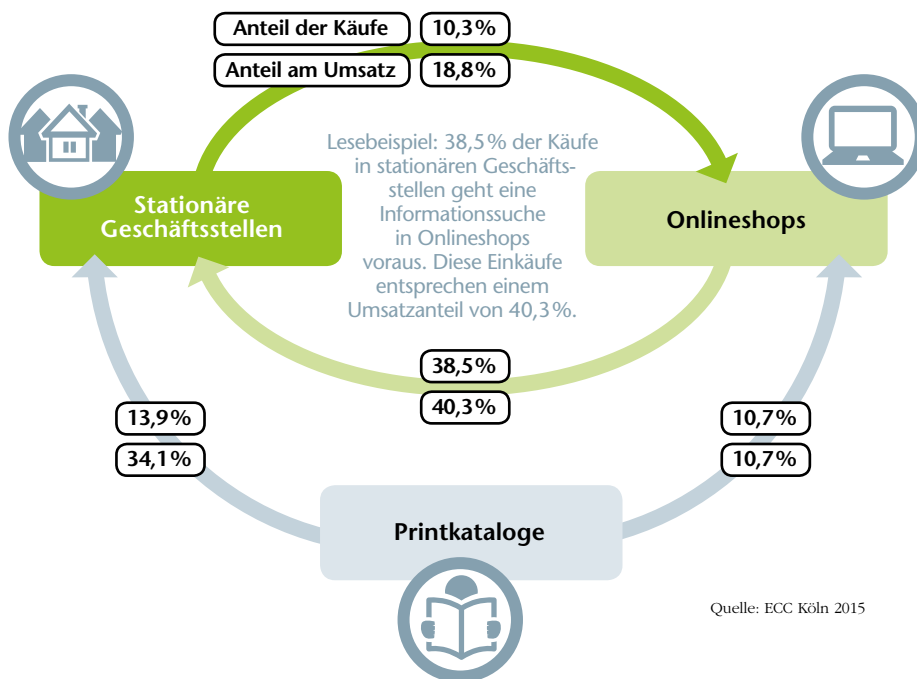 Anteil der Käufe 10,3%
Anteil am Umsatz 18,8%
Lesebeispiel: 38,5% der Käufe
in stationären Geschäfts-
stellen geht eine
Informationssuche
in Onlineshops
voraus. Diese Einkäufe
entsprechen einem
Umsatzanteil von 40,3%.
Stationäre
Geschäftsstellen
Onlineshops
38,5%
40,3%
13,9%
34,1%
10,7%
10,7%
Printkataloge
Quelle: ECC Köln 2015